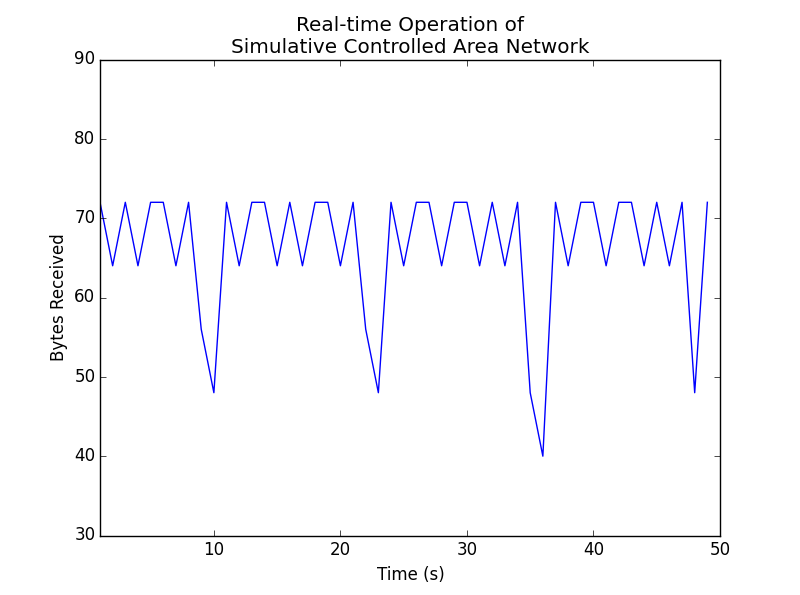 Real-time Operation of
Simulative Controlled Area Network
90
80
70
60
50
40
30
Bytes Received
10 20 30 40 50
Time (s)